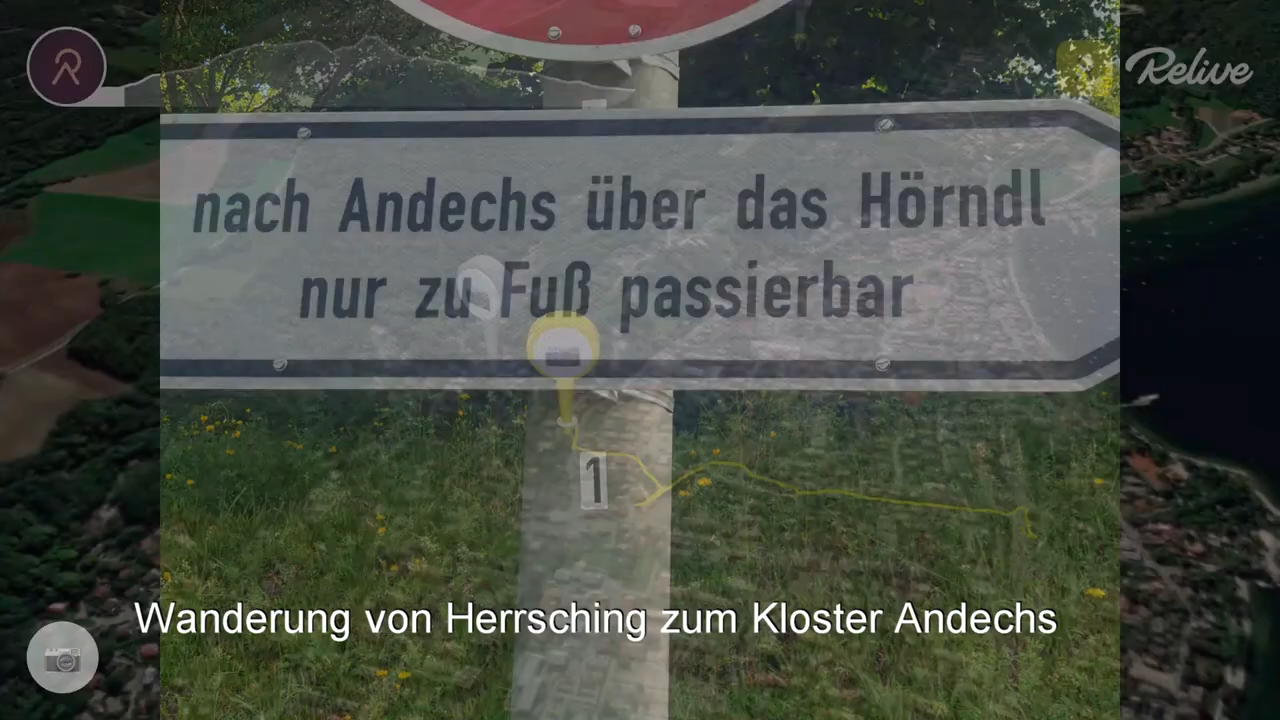 Relive
nach Andechs über das Hörndl
nur zu Fuß passierbar
1
Wanderung von Herrsching zum Kloster Andechs